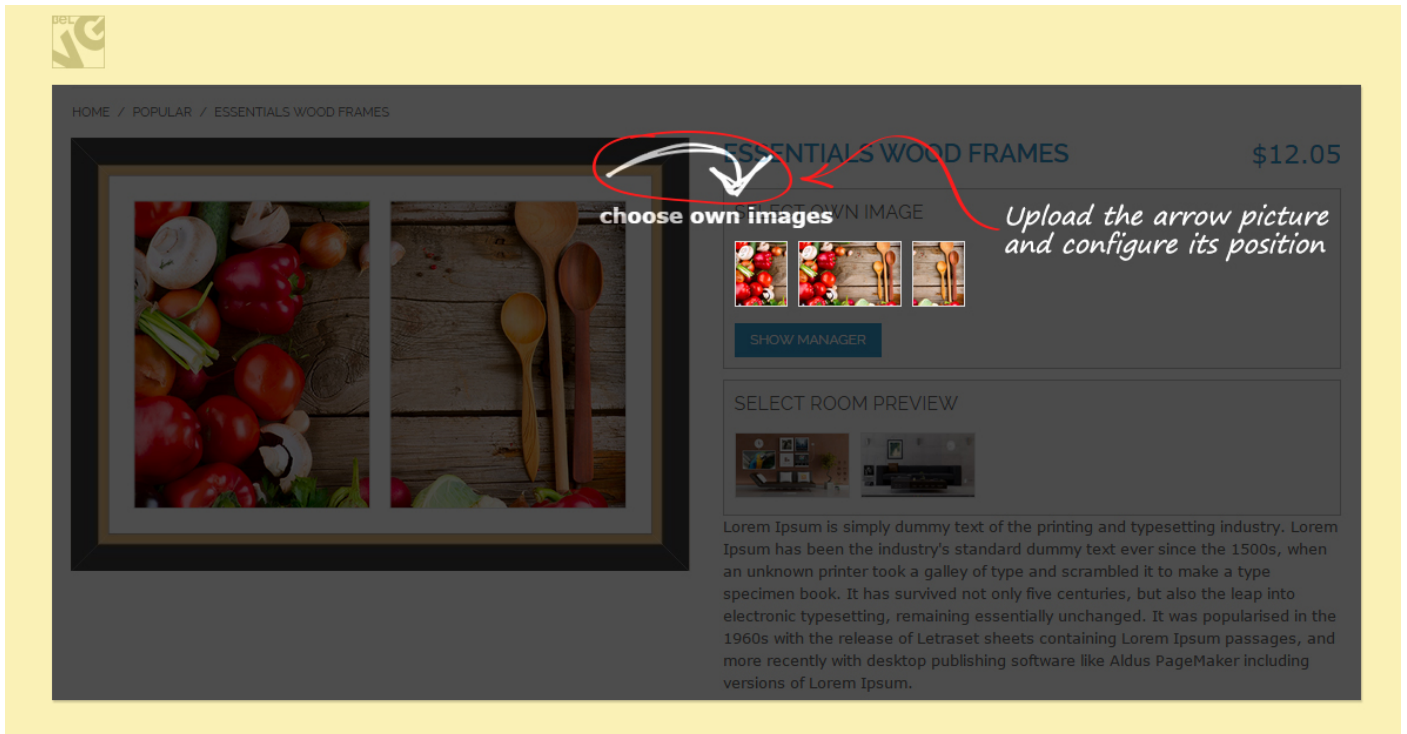 DEL
VG
HOME / POPULAR / ESSENTIALS WOOD FRAMES
ESSENTIALS WOOD FRAMES
$12.05
choose own images
SELECT OWN IMAGE
Upload the arrow picture
and configure its position
SHOW MANAGER
SELECT ROOM PREVIEW
Lorem Ipsum is simply dummy text of the printing and typesetting industry. Lorem
Ipsum has been the industry's standard dummy text ever since the 1500s, when
an unknown printer took a galley of type and scrambled it to make a type
specimen book. It has survived not only five centuries, but also the leap into
electronic typesetting, remaining essentially unchanged. It was popularised in the
1960s with the release of Letraset sheets containing Lorem Ipsum passages, and
more recently with desktop publishing software like Aldus PageMaker including
versions of Lorem Ipsum.